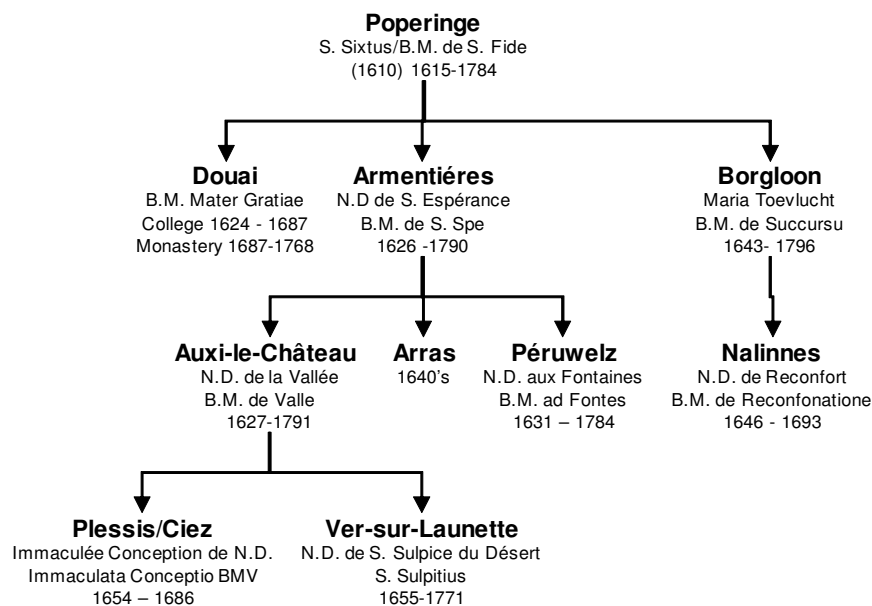 Poperinge
S. Sixtus/B.M. de S. Fide
(1610) 1615-1784
Douai
B.M. Mater Gratiae
College 1624 - 1687
Monastery 1687-1768
Armentiéres
N.D de S. Espérance
B.M. de S. Spe
1626 -1790
Borgloon
Maria Toevlucht
B.M. de Succursu
1643- 1796
Auxi-le-Château
N.D. de la Vallée
B.M. de Valle
1627-1791
Arras
1640's
Péruwelz
N.D. aux Fontaines
B.M. ad Fontes
1631 – 1784
Nalinnes
N.D. de Reconfort
B.M. de Reconfonatione
1646 - 1693
Plessis/Ciez
Immaculée Conception de N.D.
Immaculata Conceptio BMV
1654 – 1686
Ver-sur-Launette
N.D. de S. Sulpice du Désert
S. Sulpitius
1655-1771